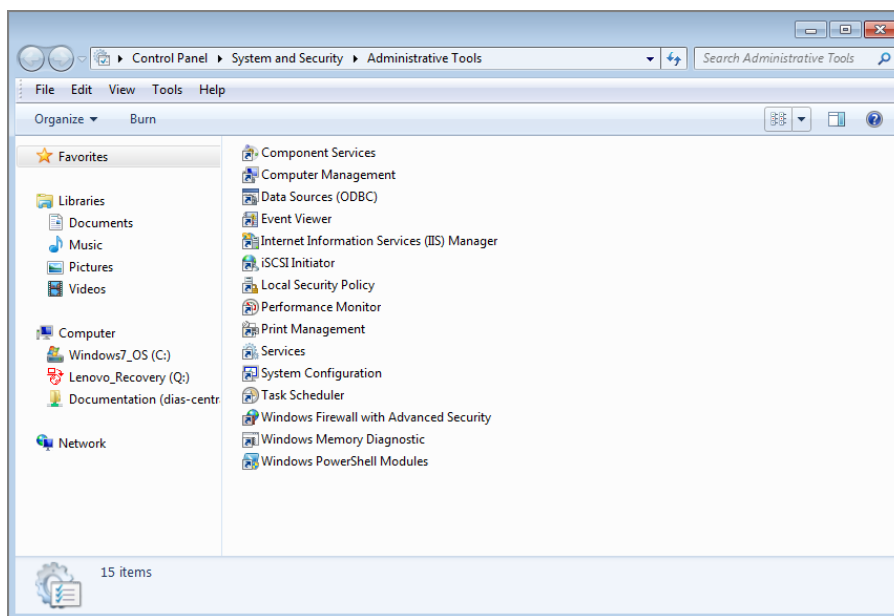 Control Panel System and Security Administrative Tools
Search Administrative Tools
File Edit View Tools Help
Organize Burn
Favorites
Libraries
Documents
Music
Pictures
Videos
Computer
Windows7_OS (C:)
Lenovo_Recovery (Q:)
Documentation (dias-centr
Network
Component Services
Computer Management
Data Sources (ODBC)
Event Viewer
Internet Information Services (IIS) Manager
iSCSI Initiator
Local Security Policy
Performance Monitor
Print Management
Services
System Configuration
Task Scheduler
Windows Firewall with Advanced Security
Windows Memory Diagnostic
Windows PowerShell Modules
15 items